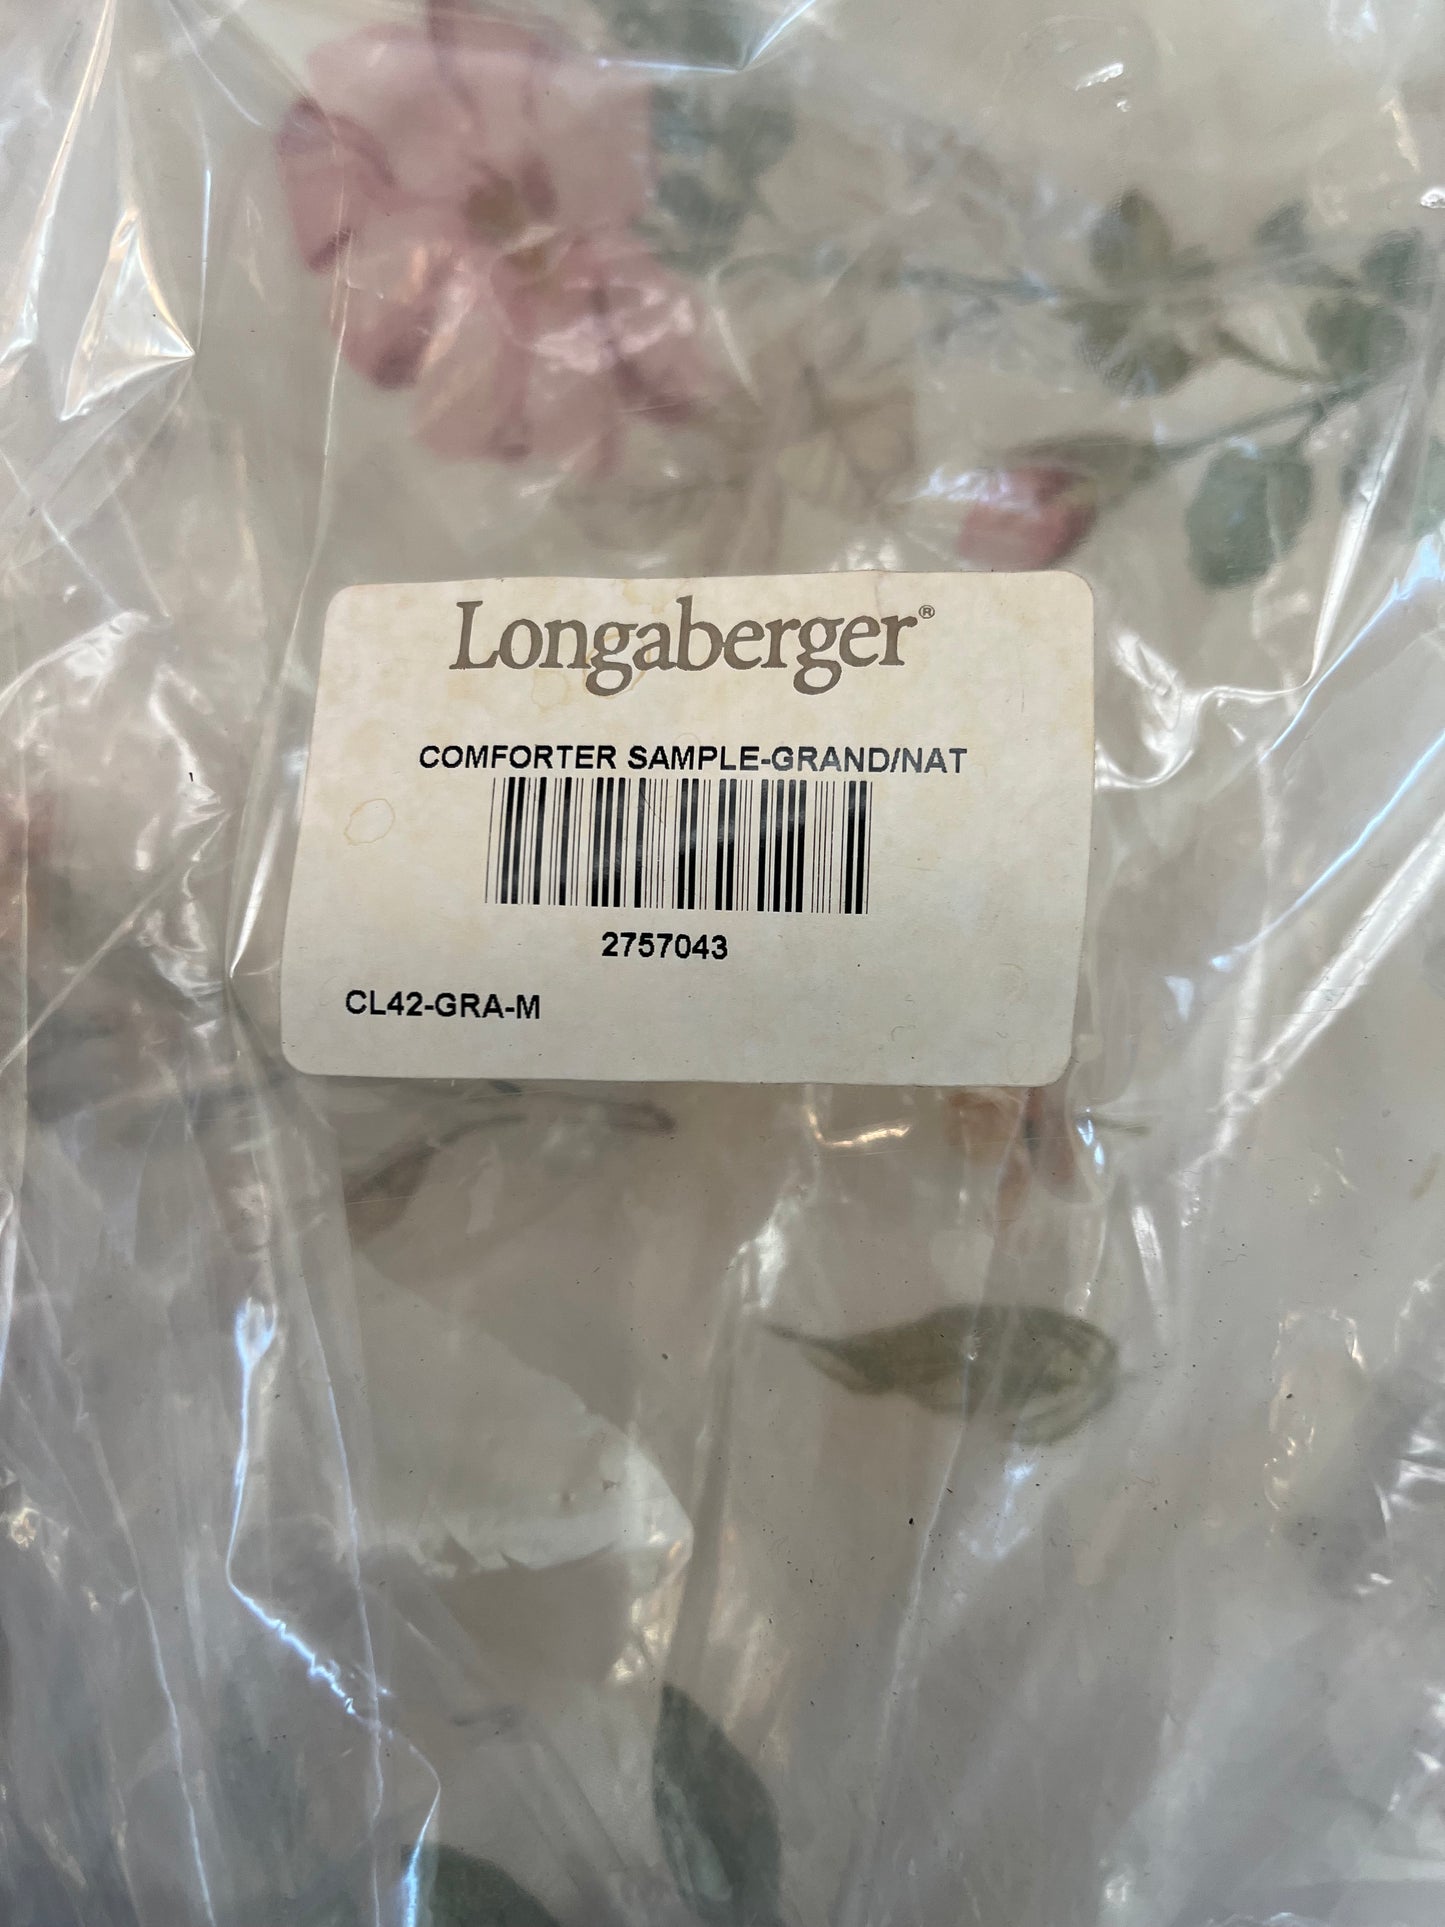 Longaberger®
COMFORTER SAMPLE-GRAND/NAT
2757043
CL42-GRA-M